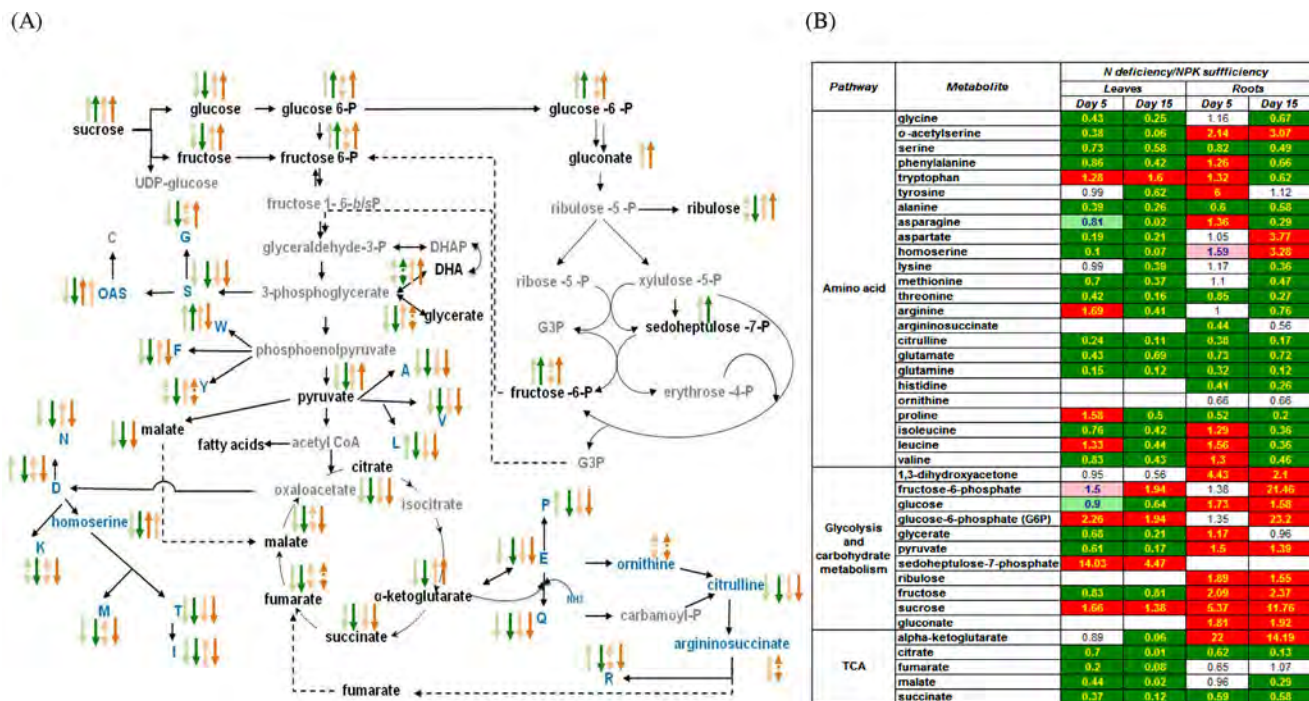 (A)
(B)
sucrose
glucose
glucose 6-P
glucose -6 -P
fructose
fructose 6-P
gluconate
UDP-glucose
fructose 1- 6-bisP
ribulose -5 -P
ribulose
C
G
glyceraldehyde-3-P
DHAP
DHA
ribose -5 -P
xylulose -5-P
OAS
S
3-phosphoglycerate
glycerate
G3P
sedoheptulose -7-P
W
F
phosphoenolpyruvate
Y
A
fructose -6-P
erythrose -4-P
pyruvate
V
N
malate
fatty acids
acetyl CoA
L
G3P
citrate
D
oxaloacetate
isocitrate
homoserine
P
malate
K
E
ornithine
citrulline
fumarate
α-ketoglutarate
NH3
M
T
Q
carbamoyl-P
succinate
I
argininosuccinate
R
fumarate
Pathway Metabolite N deficiency/NPK suffficiency
Leaves Roots
Day 5 Day 15 Day 5 Day 15
Amino acid
glycine 0.43 0.25 1.16 0.67
o-acetylserine 0.38 0.06 2.14 3.07
serine 0.73 0.58 0.82 0.49
phenylalanine 0.86 0.42 1.26 0.66
tryptophan 1.28 1.6 1.32 0.62
tyrosine 0.99 0.62 6 1.12
alanine 0.39 0.26 0.6 0.58
asparagine 0.81 0.02 1.36 0.29
aspartate 0.19 0.21 1.05 3.77
homoserine 0.1 0.07 1.59 3.28
lysine 0.99 0.39 1.17 0.36
methionine 0.7 0.37 1.1 0.47
threonine 0.42 0.16 0.85 0.27
arginine 1.69 0.41 1 0.76
argininosuccinate 0.44 0.56
citrulline 0.24 0.11 0.38 0.17
glutamate 0.43 0.69 0.73 0.72
glutamine 0.15 0.12 0.32 0.12
histidine 0.41 0.26
ornithine 0.66 0.66
proline 1.58 0.5 0.52 0.2
isoleucine 0.76 0.42 1.29 0.36
leucine 1.33 0.44 1.56 0.36
valine 0.83 0.43 1.3 0.46
Glycolysis and carbohydrate metabolism
1,3-dihydroxyacetone 0.95 0.56 4.43 2.1
fructose-6-phosphate 1.5 1.94 1.38 21.46
glucose 0.9 0.64 1.73 1.58
glucose-6-phosphate (G6P) 2.26 1.94 1.35 23.2
glycerate 0.68 0.21 1.17 0.96
pyruvate 0.61 0.17 1.5 1.39
sedoheptulose-7-phosphate 14.03 4.47
ribulose 1.89 1.55
fructose 0.83 0.81 2.09 2.37
sucrose 1.66 1.38 5.37 11.76
gluconate 1.81 1.92
TCA
alpha-ketoglutarate 0.89 0.06 22 14.19
citrate 0.7 0.01 0.62 0.13
fumarate 0.2 0.08 0.65 1.07
malate 0.44 0.02 0.96 0.29
succinate 0.37 0.12 0.59 0.58